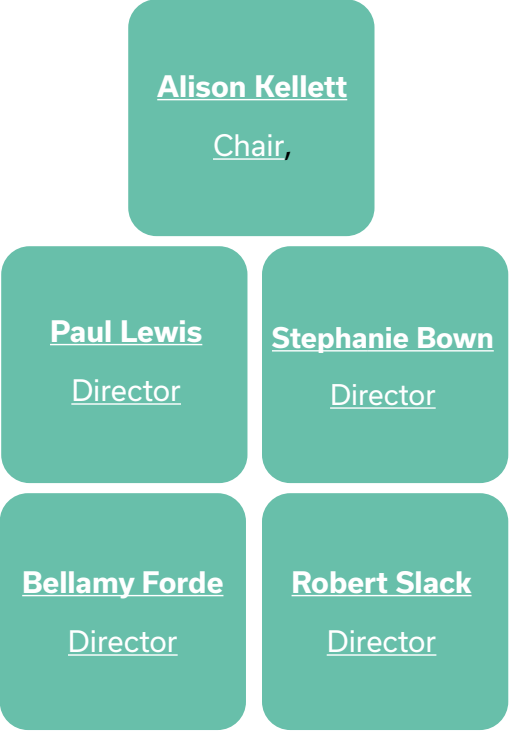 Alison Kellett
Chair,
Paul Lewis
Director
Stephanie Bown
Director
Bellamy Forde
Director
Robert Slack
Director